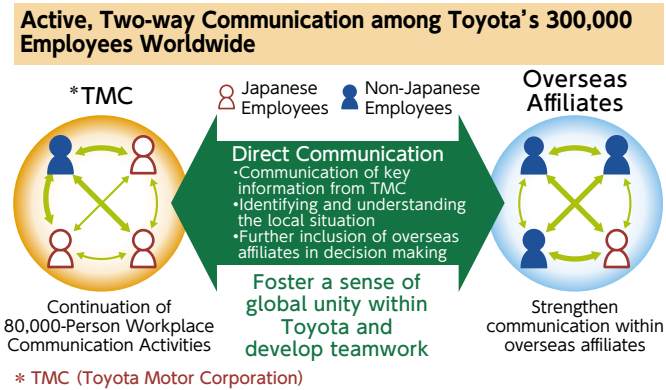 Active, Two-way Communication among Toyota's 300,000
Employees Worldwide
*TMC
Japanese
Employees
Non-Japanese
Employees
Overseas
Affiliates
Direct Communication
•Communication of key
information from TMC
•Identifying and understanding
the local situation
•Further inclusion of overseas
affiliates in decision making
Foster a sense of
global unity within
Toyota and
develop teamwork
Continuation of
80,000-Person Workplace
Communication Activities
Strengthen
communication within
overseas affiliates
* TMC (Toyota Motor Corporation)